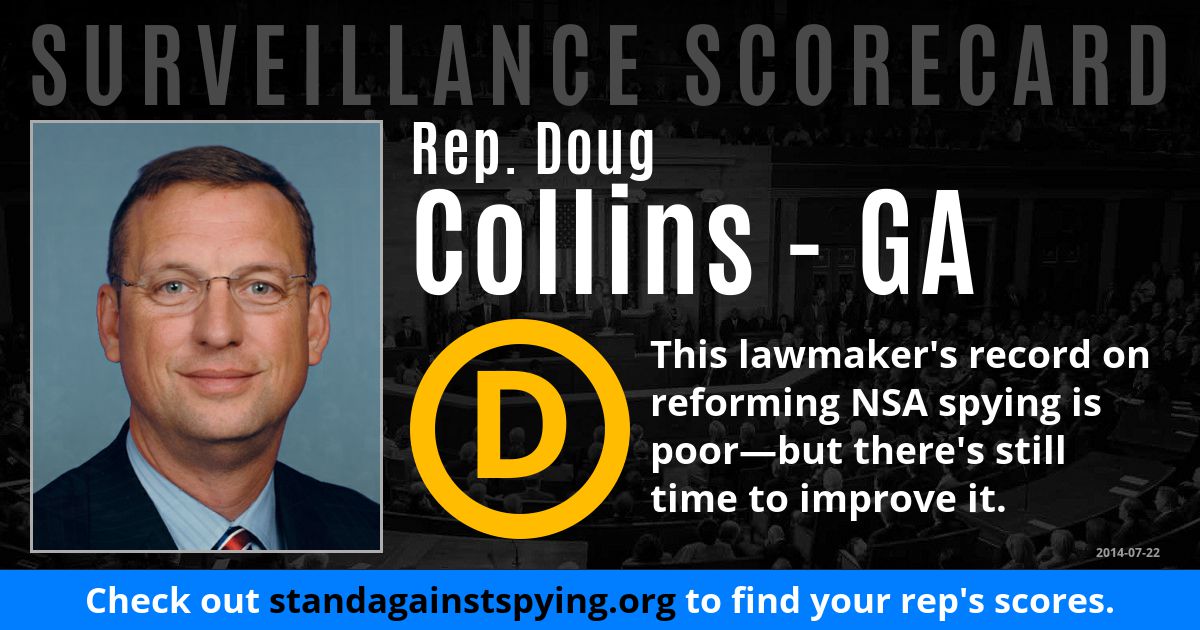 SURVEILLANCE SCORECARD
Rep. Doug
Collins - GA
D
This lawmaker's record on
reforming NSA spying is
poor—but there's still
time to improve it.
2014-07-22
Check out standagainstspying.org to find your rep's scores.